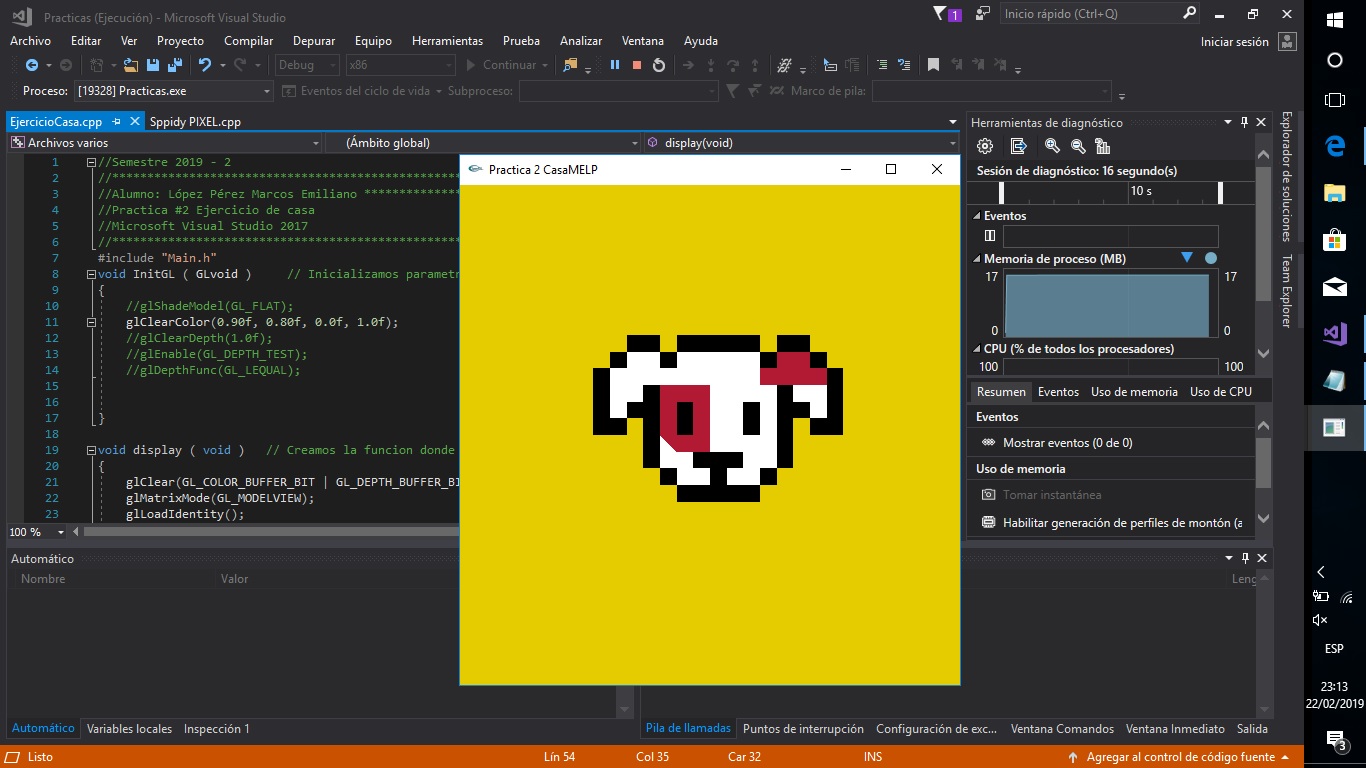 Practicas (Ejecución) - Microsoft Visual Studio
1
Inicio rápido (Ctrl+Q)
Archivo Editar Ver Proyecto Compilar Depurar Equipo Herramientas Prueba Analizar Ventana Ayuda
Iniciar sesión
Debug x86 Continuar
Proceso: [19328] Practicas.exe Eventos del ciclo de vida Subproceso: Marco de pila:
EjercicioCasa.cpp Sppidy PIXEL.cpp
Archivos varios (Ámbito global) display(void)
1 //Semestre 2019 - 2
2 //**************************************************
3 //Alumno: López Pérez Marcos Emiliano **************
4 //Practica #2 Ejercicio de casa
5 //Microsoft Visual Studio 2017
6 //**************************************************
7 #include "Main.h"
8 void InitGL ( GLvoid ) // Inicializamos parametr
9 {
10 //glShadeModel(GL_FLAT);
11 glClearColor(0.90f, 0.80f, 0.0f, 1.0f);
12 //glClearDepth(1.0f);
13 //glEnable(GL_DEPTH_TEST);
14 //glDepthFunc(GL_LEQUAL);
15
16
17 }
18
19 void display ( void ) // Creamos la funcion donde
20 {
21 glClear(GL_COLOR_BUFFER_BIT | GL_DEPTH_BUFFER_BI
22 glMatrixMode(GL_MODELVIEW);
23 glLoadIdentity();
100 %
Practica 2 CasaMELP
Herramientas de diagnóstico
Sesión de diagnóstico: 16 segundo(s)
10 s
Eventos
Memoria de proceso (MB)
17 17
0 0
CPU (% de todos los procesadores)
100 100
Resumen Eventos Uso de memoria Uso de CPU
Eventos
Mostrar eventos (0 de 0)
Uso de memoria
Tomar instantánea
Habilitar generación de perfiles de montón (a
Explorador de soluciones
Team Explorer
Automático
Nombre Valor
Leng
Automático Variables locales Inspección 1
Pila de llamadas Puntos de interrupción Configuración de exc... Ventana Comandos Ventana Inmediato Salida
Listo Lín 54 Col 35 Car 32 INS Agregar al control de código fuente
ESP
23:13
22/02/2019
3